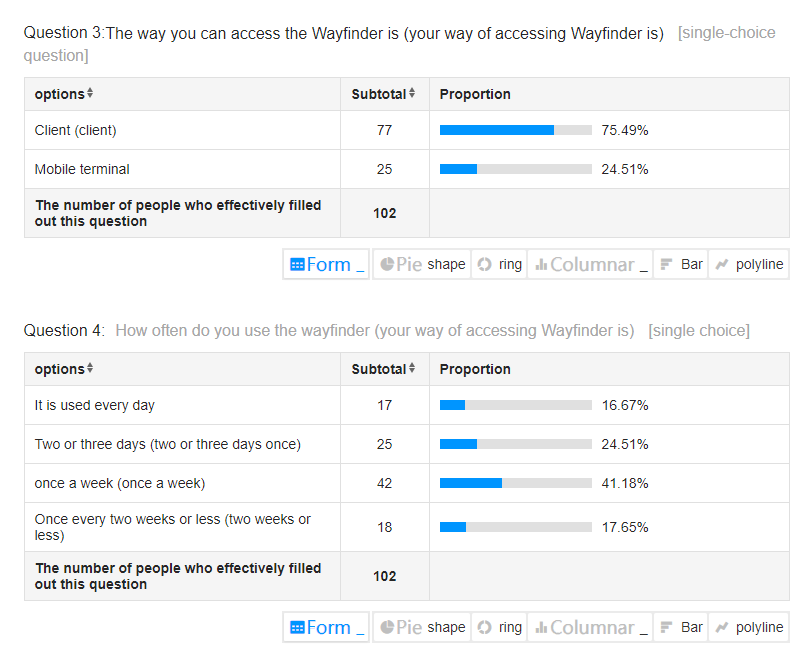 Question 3:The way you can access the Wayfinder is (your way of accessing Wayfinder is) [single-choice
question]
options Subtotal Proportion
Client (client) 77 75.49%
Mobile terminal 25 24.51%
The number of people who effectively filled
out this question 102
Form _ Pie shape ring Columnar _ Bar polyline
Question 4: How often do you use the wayfinder (your way of accessing Wayfinder is) [single choice]
options Subtotal Proportion
It is used every day 17 16.67%
Two or three days (two or three days once) 25 24.51%
once a week (once a week) 42 41.18%
Once every two weeks or less (two weeks or
less) 18 17.65%
The number of people who effectively filled
out this question 102
Form _ Pie shape ring Columnar _ Bar polyline